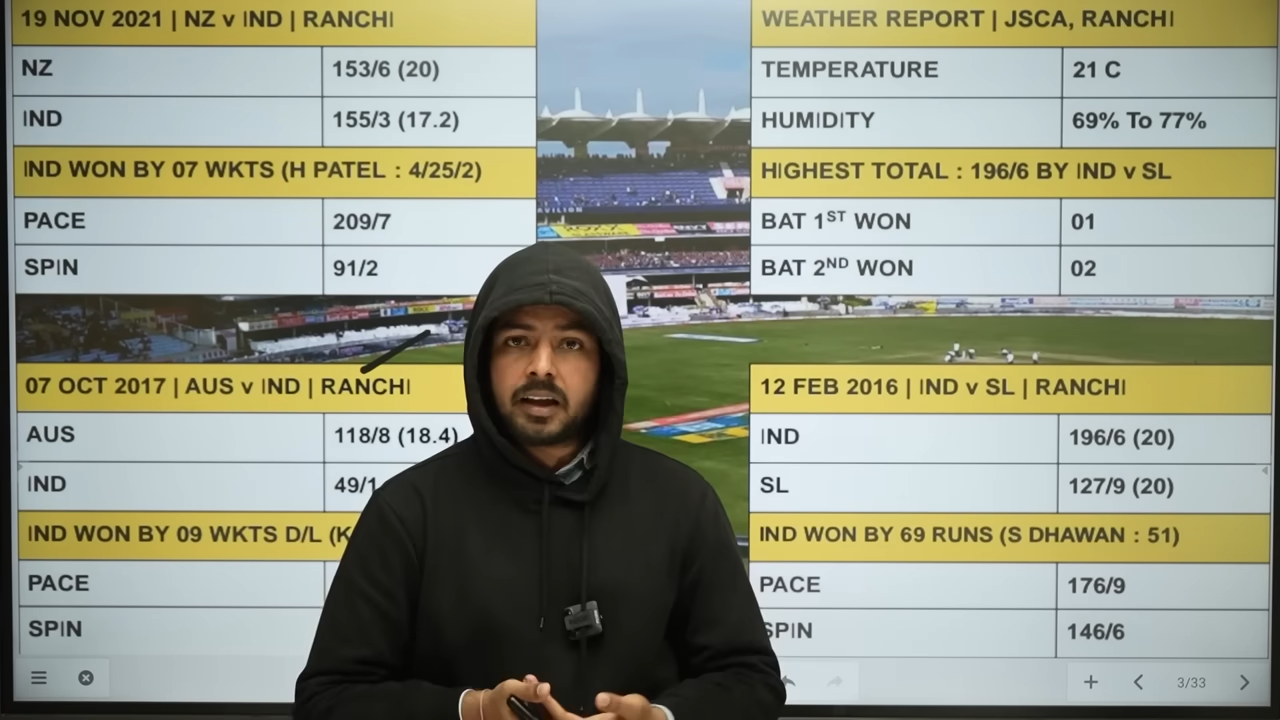 19 NOV 2021 | NZ v IND | RANCHI
NZ 153/6 (20)
IND 155/3 (17.2)
IND WON BY 07 WKTS (H PATEL : 4/25/2)
PACE 209/7
SPIN 91/2
WEATHER REPORT | JSCA, RANCHI
TEMPERATURE 21 C
HUMIDITY 69% To 77%
HIGHEST TOTAL : 196/6 BY IND v SL
BAT 1ST WON 01
BAT 2ND WON 02
07 OCT 2017 | AUS v IND | RANCHI
AUS 118/8 (18.4)
IND 49/1
IND WON BY 09 WKTS D/L (K
PACE
SPIN
12 FEB 2016 | IND v SL | RANCHI
IND 196/6 (20)
SL 127/9 (20)
IND WON BY 69 RUNS (S DHAWAN : 51)
PACE 176/9
SPIN 146/6
3/33